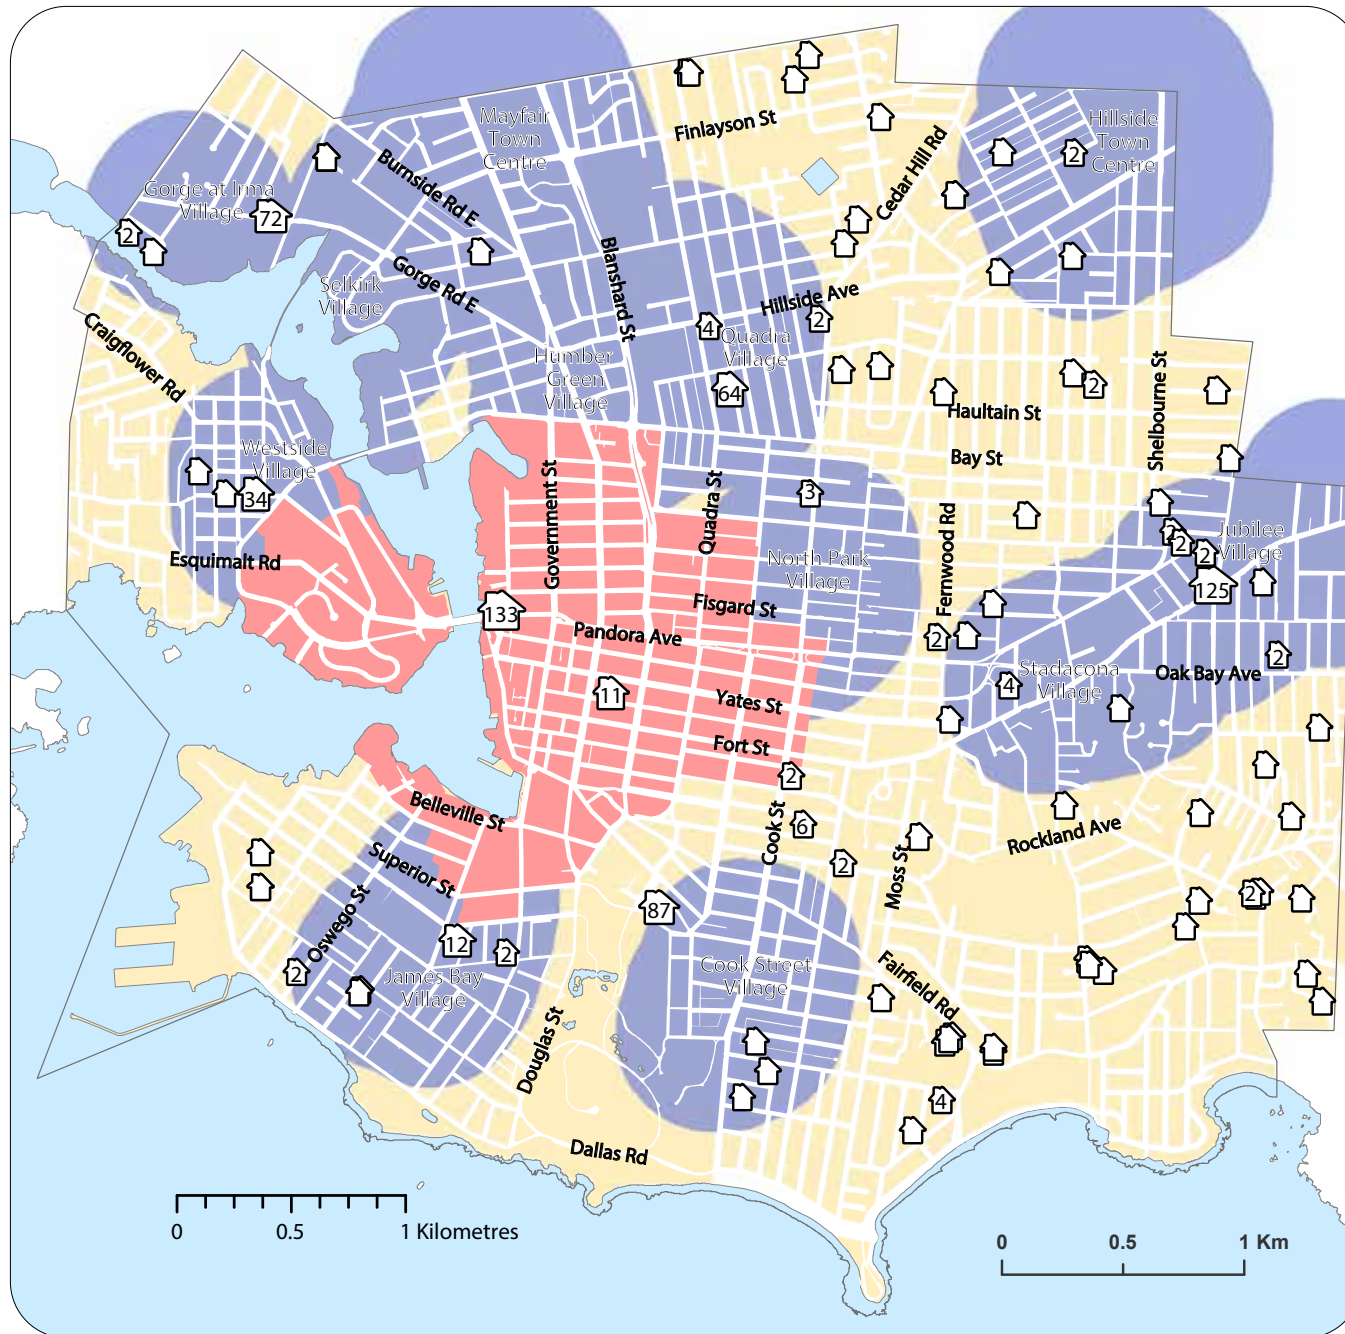 Mayfair
Town
Centre
Finlayson St
Hillside
Town
Centre
2
Cedar Hill Rd
Burnside Rd E
Gorge at Irma
Village
72
2
Blanshard St
Gorge Rd E
Selkirk
Village
Hillside Ave
2
4
Quadra
Village
Craigflower Rd
Humber
Green
Village
64
Shelbourne St
2
Haultain St
Westside
Village
34
Bay St
Government St
Quadra St
3
Fernwood Rd
2
2
2
Jubilee
Village
125
Esquimalt Rd
North Park
Village
Fisgard St
133
Pandora Ave
2
2
Stadacona
Village
4
Oak Bay Ave
11
Yates St
Fort St
2
Belleville St
Cook St
6
Rockland Ave
Superior St
2
Moss St
Oswego St
87
2
12
2
2
James Bay
Village
Cook Street
Village
Fairfield Rd
Douglas St
4
Dallas Rd
0 0.5 1 Kilometres
0 0.5 1 Km